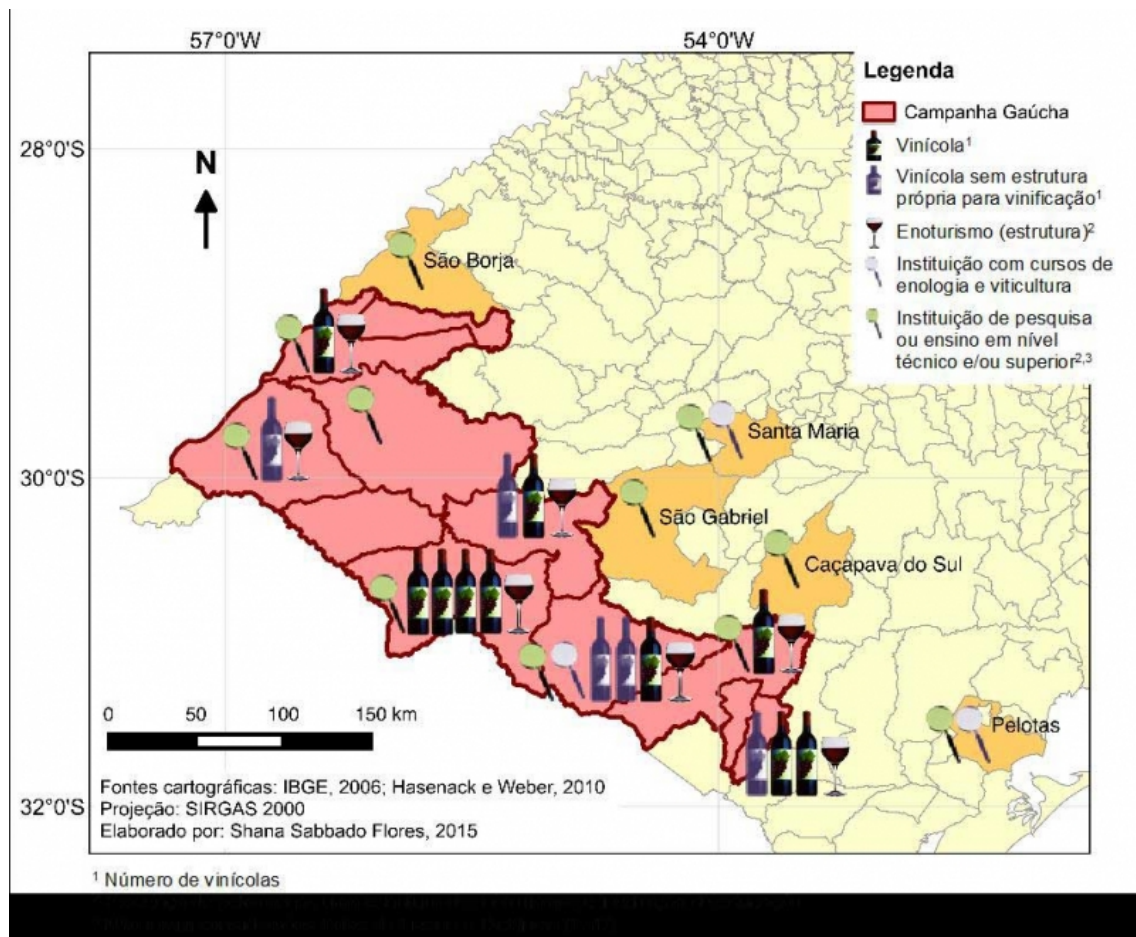 57°0'W
54°0'W
28°0'S
30°0'S
32°0'S
N
Legenda
Campanha Gaúcha
Vinícola¹
Vinícola sem estrutura
própria para vinificação¹
Enoturismo (estrutura)²
Instituição com cursos de
enologia e viticultura
Instituição de pesquisa
ou ensino em nível
técnico e/ou superior²,³
São Borja
Santa Maria
São Gabriel
Caçapava do Sul
Pelotas
0 50 100 150 km
Fontes cartográficas: IBGE, 2006; Hasenack e Weber, 2010
Projeção: SIRGAS 2000
Elaborado por: Shana Sabbado Flores, 2015
¹ Número de vinícolas